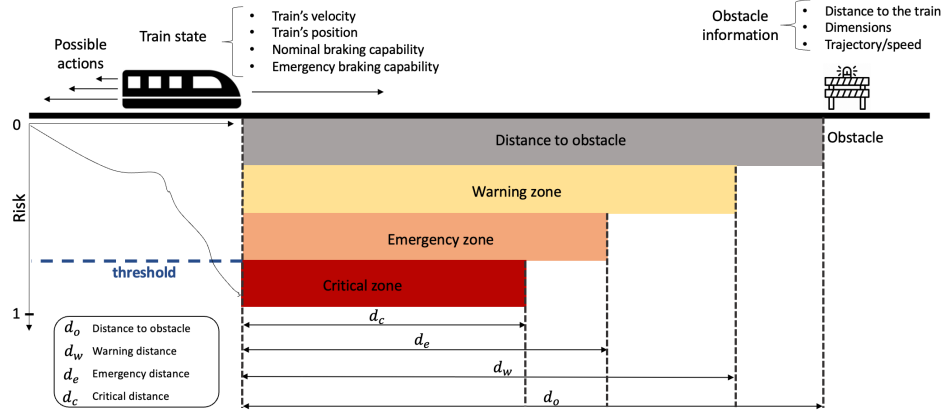 Possible
actions
Train state
• Train's velocity
• Train's position
• Nominal braking capability
• Emergency braking capability
Obstacle
information
• Distance to the train
• Dimensions
• Trajectory/speed
0
Distance to obstacle
Obstacle
Warning zone
Risk
Emergency zone
threshold
Critical zone
1
d_c
d_e
d_w
d_o
d_o Distance to obstacle
d_w Warning distance
d_e Emergency distance
d_c Critical distance